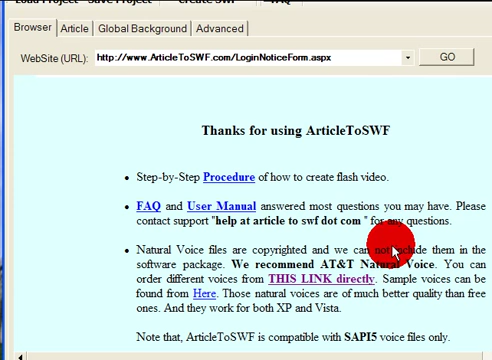 Load Project Save Project Create SWF FAQ
Browser Article Global Background Advanced
WebSite (URL): http://www.ArticleToSWF.com/LoginNoticeForm.aspx GO
Thanks for using ArticleToSWF
• Step-by-Step Procedure of how to create flash video.
• FAQ and User Manual answered most questions you may have. Please
contact support "help at article to swf dot com " for any questions.
• Natural Voice files are copyrighted and we can not include them in the
software package. We recommend AT&T Natural Voice. You can
order different voices from THIS LINK directly. Sample voices can be
found from Here. Those natural voices are of much better quality than free
ones. And they work for both XP and Vista.
Note that, ArticleToSWF is compatible with SAPI5 voice files only.